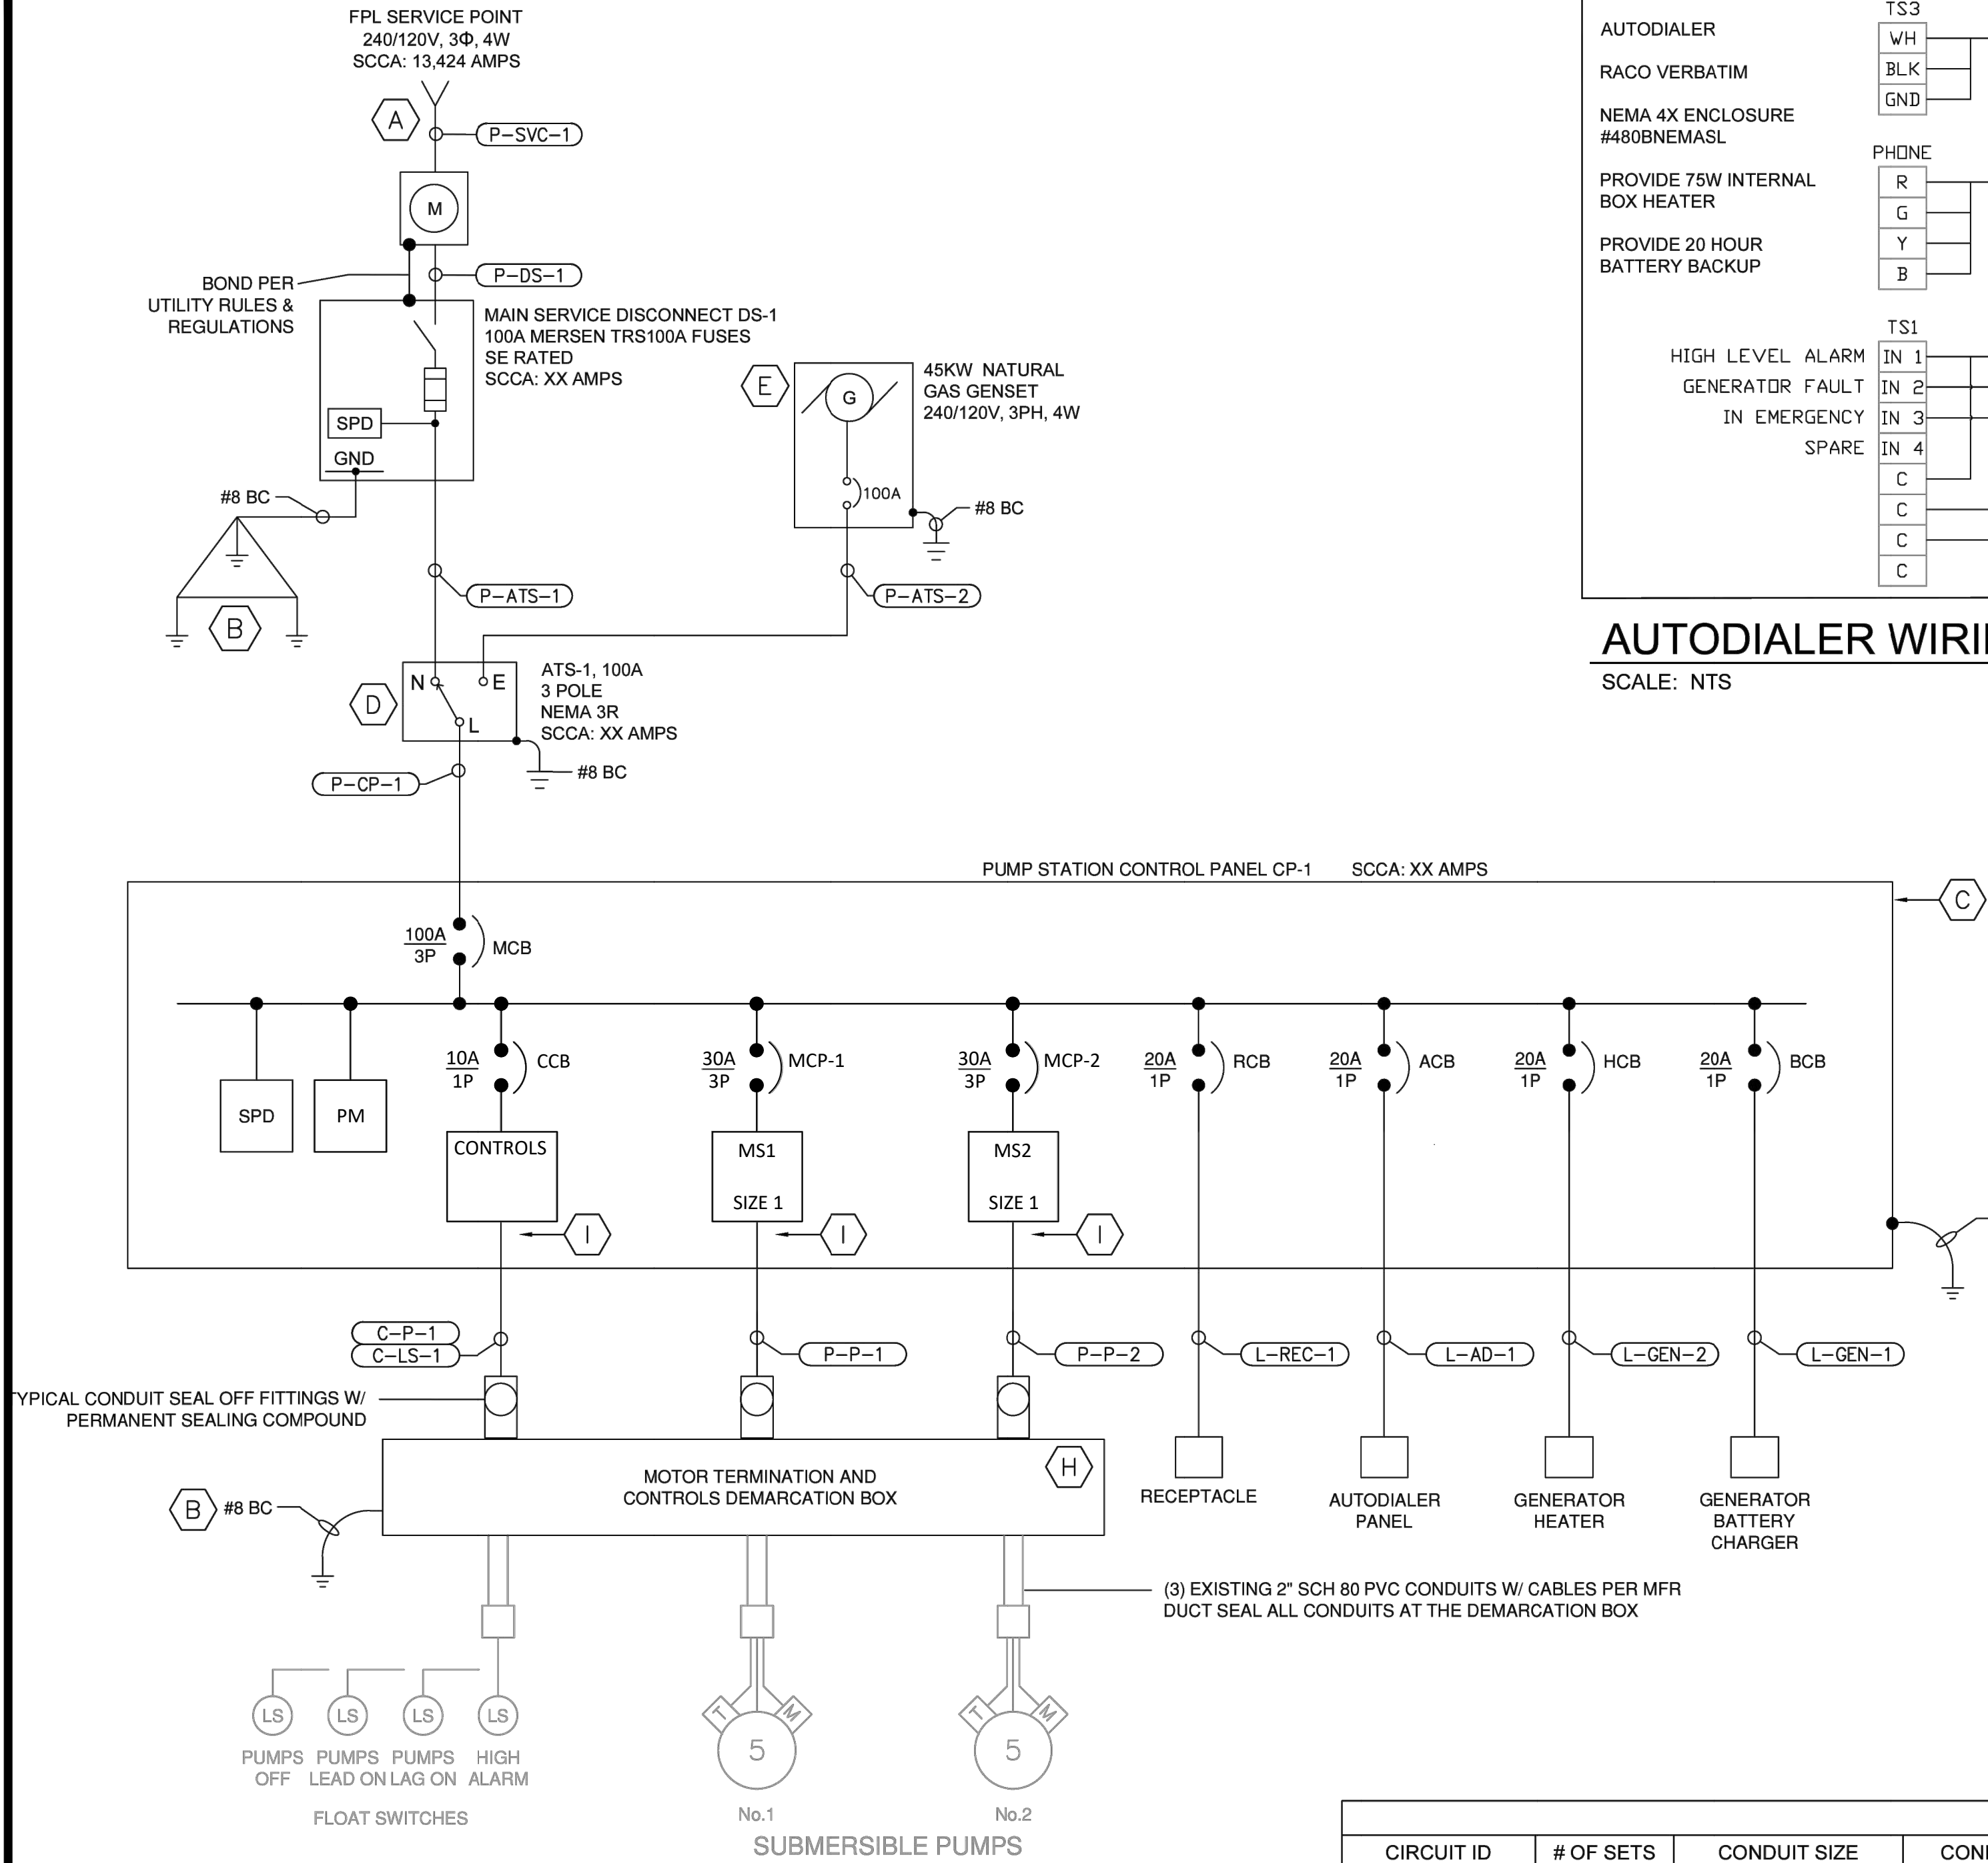 FPL SERVICE POINT
240/120V, 3Φ, 4W
SCCA: 13,424 AMPS
A
P-SVC-1
M
BOND PER
UTILITY RULES &
REGULATIONS
P-DS-1
MAIN SERVICE DISCONNECT DS-1
100A MERSEN TRS100A FUSES
SE RATED
SCCA: XX AMPS
SPD
GND
#8 BC
B
E
G
100A
45KW NATURAL
GAS GENSET
240/120V, 3PH, 4W
#8 BC
P-ATS-1
P-ATS-2
D
N
E
L
ATS-1, 100A
3 POLE
NEMA 3R
SCCA: XX AMPS
#8 BC
P-CP-1
AUTODIALER
RACO VERBATIM
NEMA 4X ENCLOSURE
#480BNEMASL
PROVIDE 75W INTERNAL
BOX HEATER
PROVIDE 20 HOUR
BATTERY BACKUP
TS3
WH
BLK
GND
PHONE
R
G
Y
B
TS1
HIGH LEVEL ALARM IN 1
GENERATOR FAULT IN 2
IN EMERGENCY IN 3
SPARE IN 4
C
C
C
C
AUTODIALER
SCALE: NTS
PUMP STATION CONTROL PANEL CP-1 SCCA: XX AMPS
C
100A
3P
MCB
SPD
PM
10A
1P
CCB
CONTROLS
I
30A
3P
MCP-1
MS1
SIZE 1
I
30A
3P
MCP-2
MS2
SIZE 1
I
20A
1P
RCB
20A
1P
ACB
20A
1P
HCB
20A
1P
BCB
C-P-1
C-LS-1
P-P-1
P-P-2
L-REC-1
L-AD-1
L-GEN-2
L-GEN-1
YPICAL CONDUIT SEAL OFF FITTINGS W/
PERMANENT SEALING COMPOUND
MOTOR TERMINATION AND
CONTROLS DEMARCATION BOX
H
B
#8 BC
RECEPTACLE
AUTODIALER
PANEL
GENERATOR
HEATER
GENERATOR
BATTERY
CHARGER
(3) EXISTING 2" SCH 80 PVC CONDUITS W/ CABLES PER MFR
DUCT SEAL ALL CONDUITS AT THE DEMARCATION BOX
LS
LS
LS
LS
PUMPS
OFF
PUMPS
LEAD ON
PUMPS
LAG ON
HIGH
ALARM
FLOAT SWITCHES
T
M
5
No.1
T
M
5
No.2
SUBMERSIBLE PUMPS
CIRCUIT ID
# OF SETS
CONDUIT SIZE